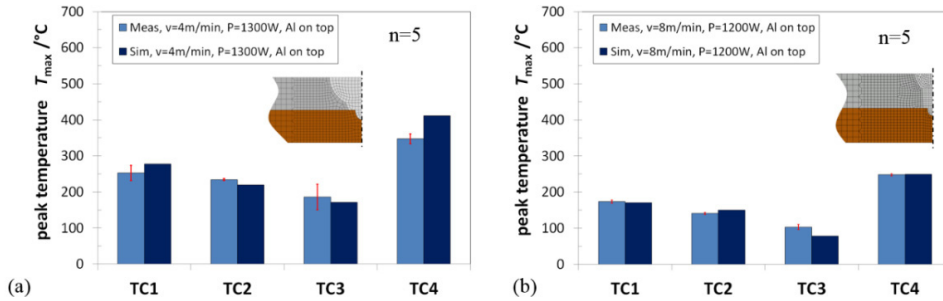 peak temperature Tmax /°C
700
600
500
400
300
200
100
0
Meas, v=4m/min, P=1300W, Al on top
Sim, v=4m/min, P=1300W, Al on top
n=5
TC1 TC2 TC3 TC4
(a)
peak temperature Tmax /°C
700
600
500
400
300
200
100
0
Meas, v=8m/min, P=1200W, Al on top
Sim, v=8m/min, P=1200W, Al on top
n=5
TC1 TC2 TC3 TC4
(b)